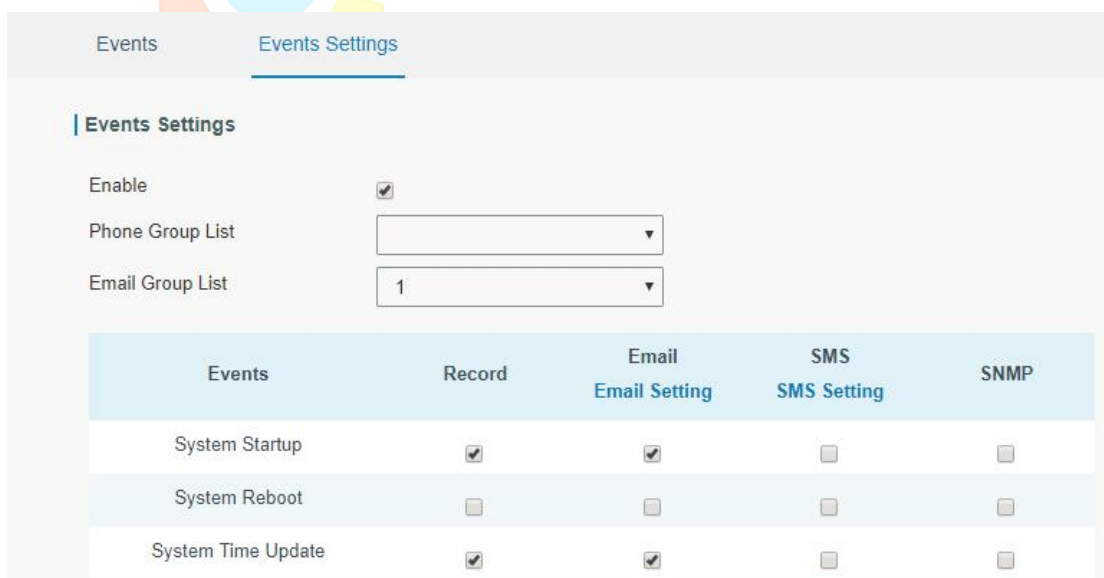 Events Events Settings
Events Settings
Enable
Phone Group List
Email Group List 1
Events Record Email SMS SNMP
Email Setting SMS Setting
System Startup
System Reboot
System Time Update